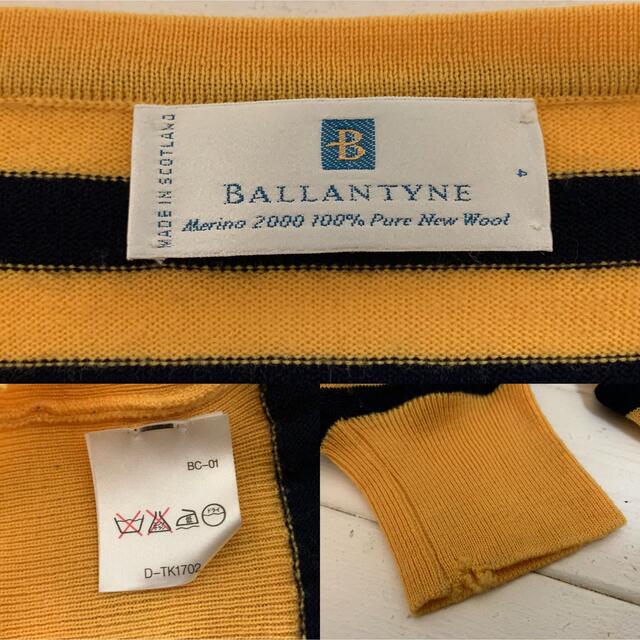 MADE IN SCOTLAND
B
BALLANTYNE
Merino 2000 100% Pure New Wool
4
BC-01
ドライ
D-TK1702